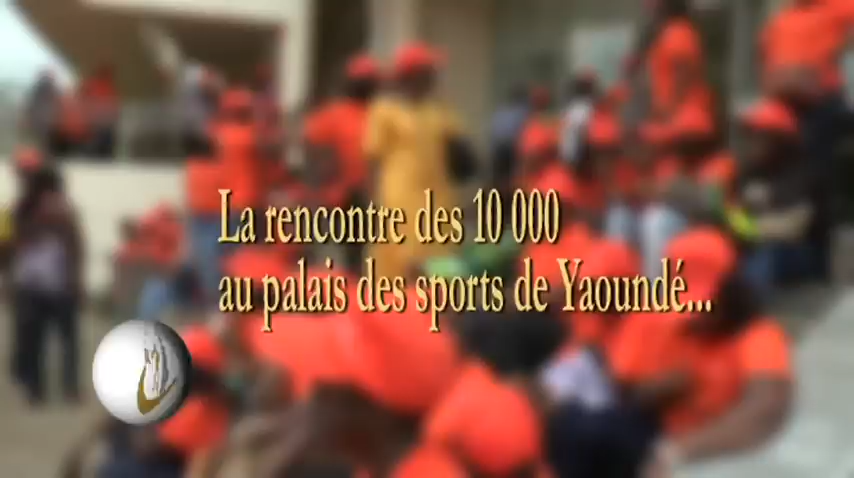 La rencontre des 10 000
au palais des sports de Yaoundé...